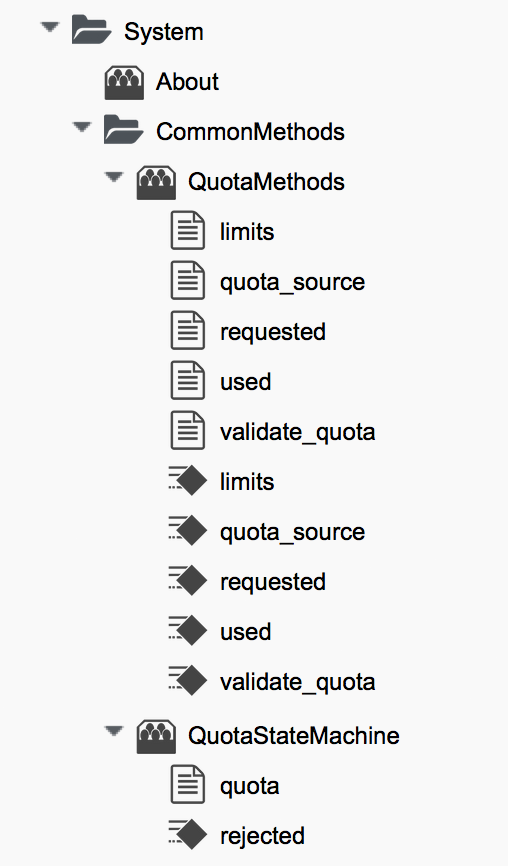 System
About
CommonMethods
QuotaMethods
limits
quota_source
requested
used
validate_quota
limits
quota_source
requested
used
validate_quota
QuotaStateMachine
quota
rejected